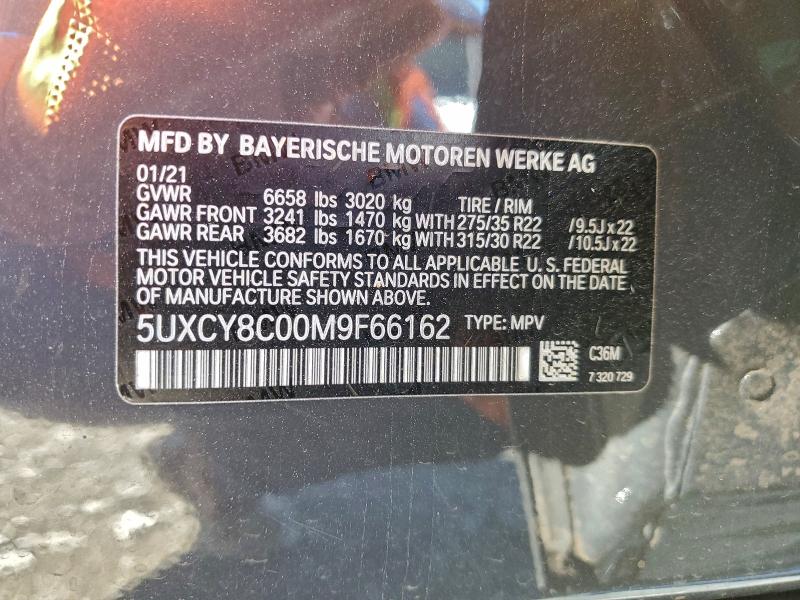 MFD BY BAYERISCHE MOTOREN WERKE AG
01/21
GVWR 6658 lbs 3020 kg TIRE / RIM
GAWR FRONT 3241 lbs 1470 kg WITH 275/35 R22 /9.5J x 22
GAWR REAR 3682 lbs 1670 kg WITH 315/30 R22 /10.5J x 22
THIS VEHICLE CONFORMS TO ALL APPLICABLE U.S. FEDERAL
MOTOR VEHICLE SAFETY STANDARDS IN EFFECT ON THE DATE
OF MANUFACTURE SHOWN ABOVE.
5UXCY8C00M9F66162 TYPE: MPV
C36M
7 320 729